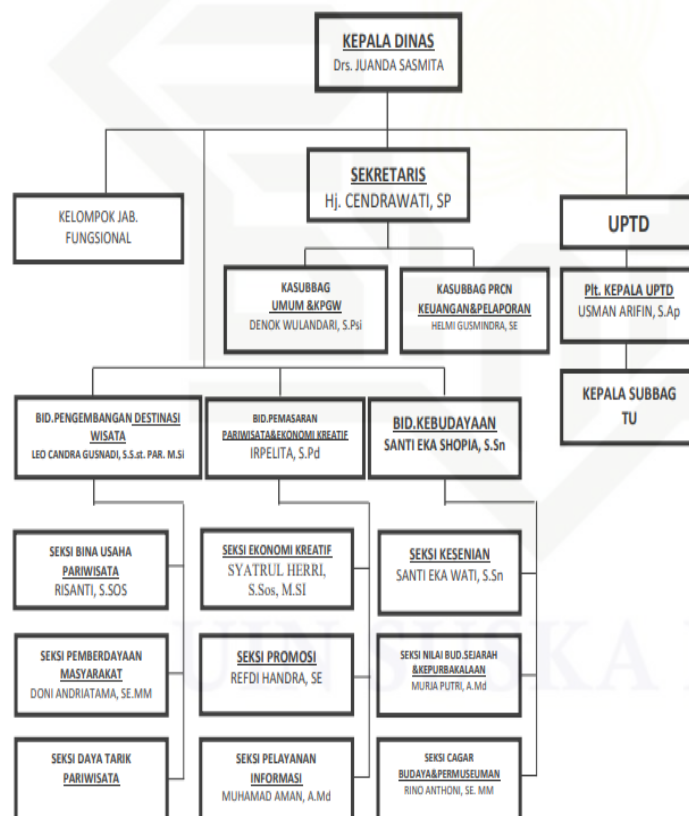 KEPALA DINAS
Drs. JUANDA SASMITA
SEKRETARIS
Hj. CENDRAWATI, SP
KELOMPOK JAB.
FUNGSIONAL
UPTD
KASUBBAG
UMUM &KPGW
DENOK WULANDARI, S.Psi
KASUBBAG PRCN
KEUANGAN&PELAPORAN
HELMI GUSMINDRA, SE
Plt. KEPALA UPTD
USMAN ARIFIN, S.Ap
KEPALA SUBBAG
TU
BID.PENGEMBANGAN DESTINASI
WISATA
LEO CANDRA GUSNADI, S.S.st. PAR. M.Si
BID.PEMASARAN
PARIWISATA&EKONOMI KREATIF
IRPELITA, S.Pd
BID.KEBUDAYAAN
SANTI EKA SHOPIA, S.Sn
SEKSI BINA USAHA
PARIWISATA
RISANTI, S.SOS
SEKSI EKONOMI KREATIF
SYATRUL HERRI,
S.Sos, M.SI
SEKSI KESENIAN
SANTI EKA WATI, S.Sn
SEKSI PEMBERDAYAAN
MASYARAKAT
DONI ANDRIATAMA, SE.MM
SEKSI PROMOSI
REFDI HANDRA, SE
SEKSI NILAI BUD.SEJARAH
&KEPURBAKALAAN
MURJA PUTRI, A.Md
UIN SUSKA
SEKSI DAYA TARIK
PARIWISATA
SEKSI PELAYANAN
INFORMASI
MUHAMAD AMAN, A.Md
SEKSI CAGAR
BUDAYA&PERMUSEUMAN
RINO ANTHONI, SE. MM